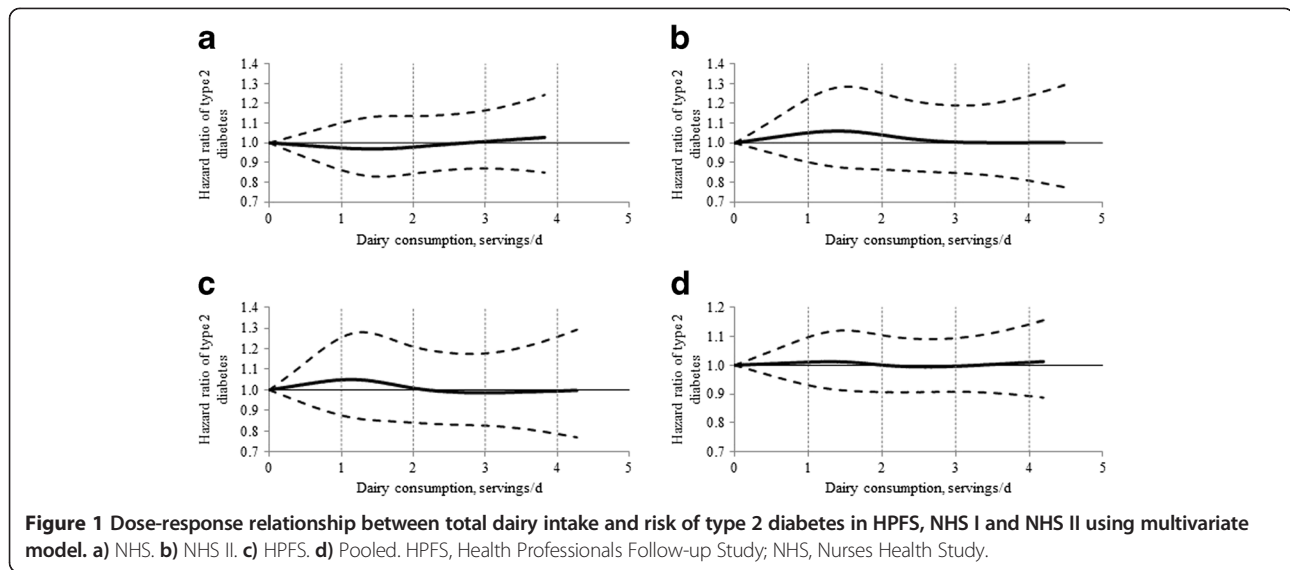 a
1.4
1.3
1.2
1.1
1.0
0.9
0.8
0.7
Hazard ratio of type 2
diabetes
0 1 2 3 4 5
Dairy consumption, servings/d
b
1.4
1.3
1.2
1.1
1.0
0.9
0.8
0.7
Hazard ratio of type 2
diabetes
0 1 2 3 4 5
Dairy consumption, servings/d
c
1.4
1.3
1.2
1.1
1.0
0.9
0.8
0.7
Hazard ratio of type 2
diabetes
0 1 2 3 4 5
Dairy consumption, servings/d
d
1.2
1.1
1.0
0.9
0.8
0.7
Hazard ratio of type 2
diabetes
0 1 2 3 4 5
Dairy consumption, servings/d
Figure 1 Dose-response relationship between total dairy intake and risk of type 2 diabetes in HPFS, NHS I and NHS II using multivariate
model. a) NHS. b) NHS II. c) HPFS. d) Pooled. HPFS, Health Professionals Follow-up Study; NHS, Nurses Health Study.